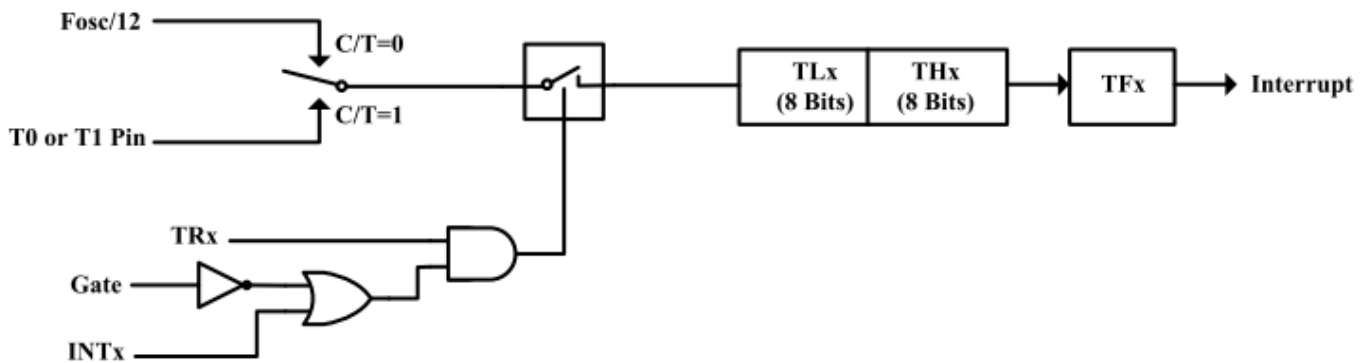 Fosc/12
C/T=0
C/T=1
T0 or T1 Pin
TLx
(8 Bits)
THx
(8 Bits)
TFx
Interrupt
TRx
Gate
INTx